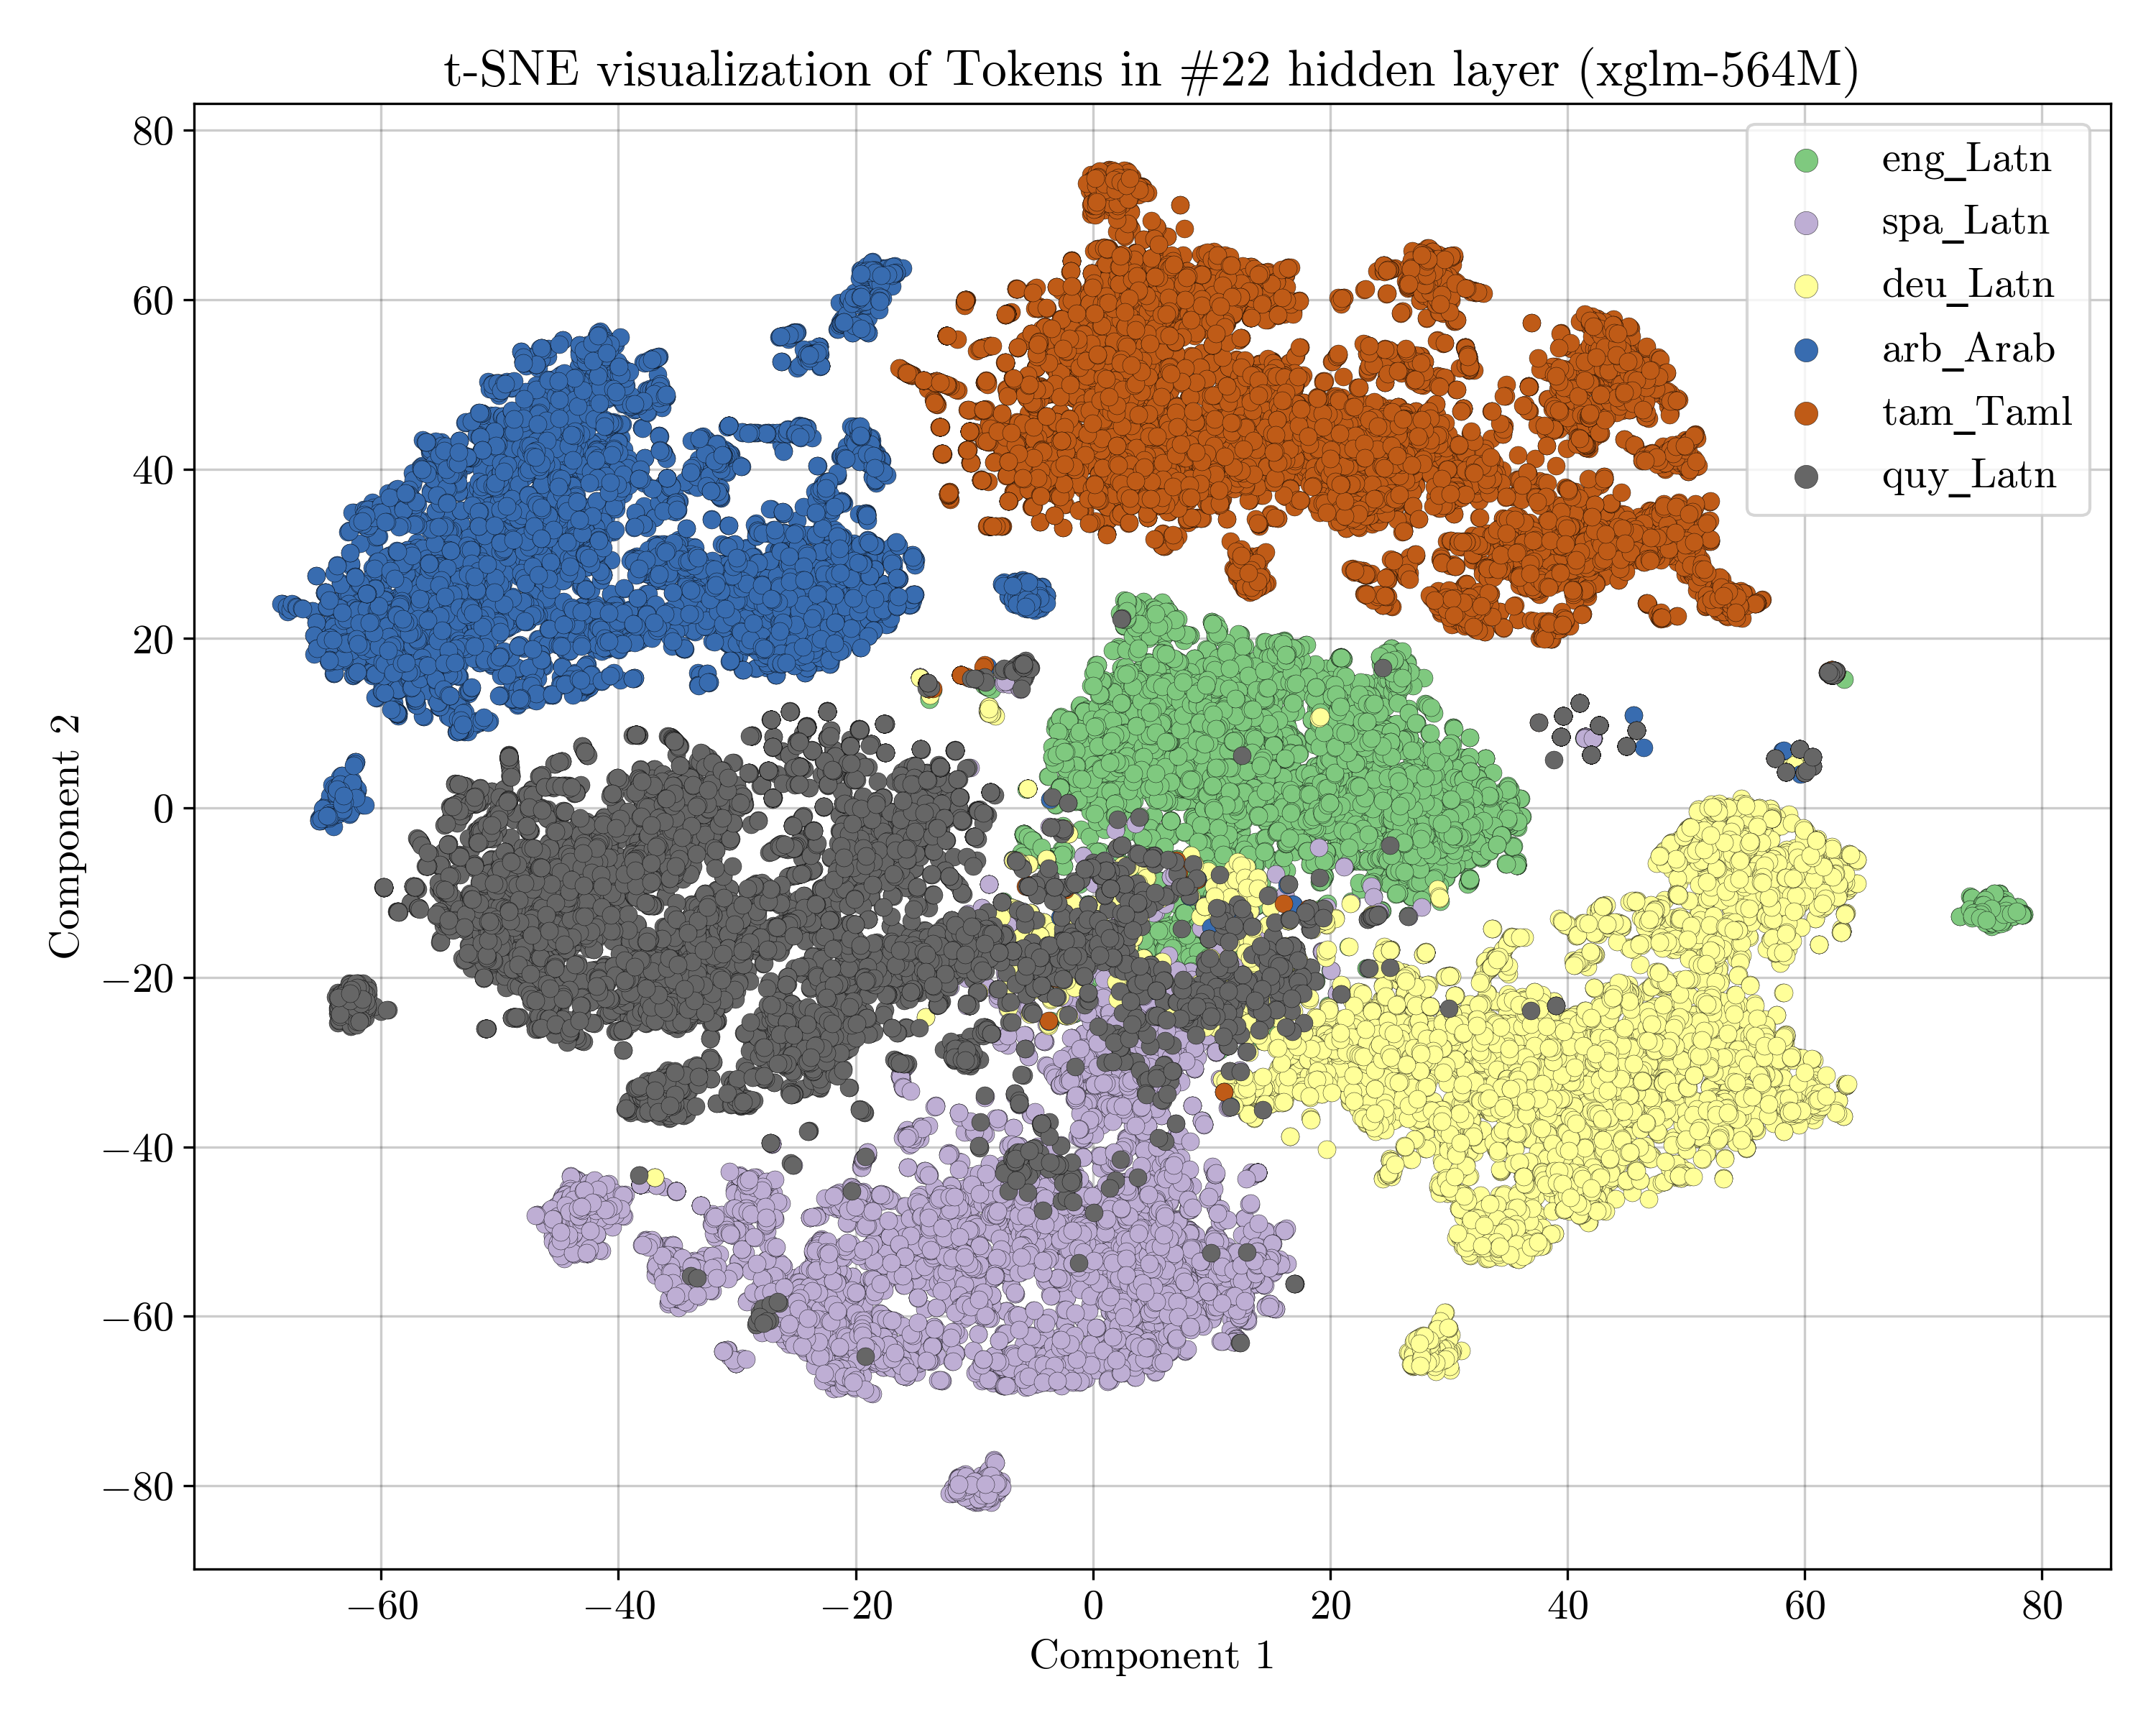 t-SNE visualization of Tokens in #22 hidden layer (xglm-564M)
eng_Latn
spa_Latn
deu_Latn
arb_Arab
tam_Taml
quy_Latn
80
60
40
20
0
−20
−40
−60
−80
Component 2
−60 −40 −20 0 20 40 60 80
Component 1